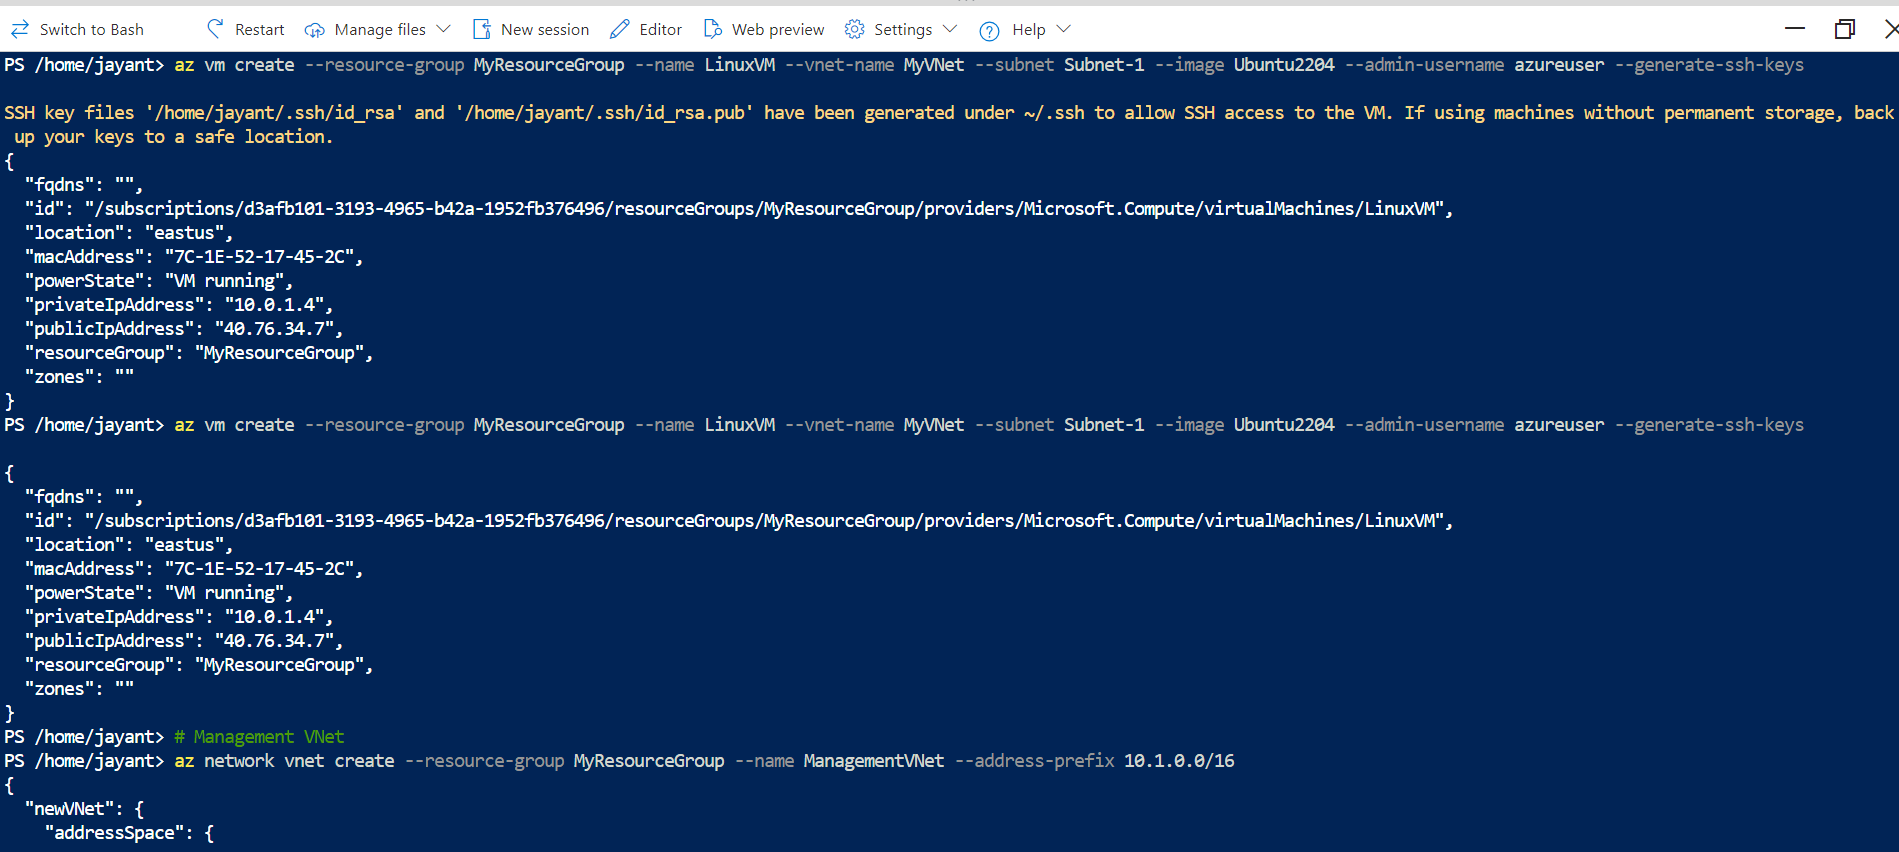 Switch to Bash Restart Manage files New session Editor Web preview Settings Help
PS /home/jayant> az vm create --resource-group MyResourceGroup --name LinuxVM --vnet-name MyVNet --subnet Subnet-1 --image Ubuntu2204 --admin-username azureuser --generate-ssh-keys
SSH key files '/home/jayant/.ssh/id_rsa' and '/home/jayant/.ssh/id_rsa.pub' have been generated under ~/.ssh to allow SSH access to the VM. If using machines without permanent storage, back
up your keys to a safe location.
{
"fqdns": "",
"id": "/subscriptions/d3afb101-3193-4965-b42a-1952fb376496/resourceGroups/MyResourceGroup/providers/Microsoft.Compute/virtualMachines/LinuxVM",
"location": "eastus",
"macAddress": "7C-1E-52-17-45-2C",
"powerState": "VM running",
"privateIpAddress": "10.0.1.4",
"publicIpAddress": "40.76.34.7",
"resourceGroup": "MyResourceGroup",
"zones": ""
}
PS /home/jayant> az vm create --resource-group MyResourceGroup --name LinuxVM --vnet-name MyVNet --subnet Subnet-1 --image Ubuntu2204 --admin-username azureuser --generate-ssh-keys
{
"fqdns": "",
"id": "/subscriptions/d3afb101-3193-4965-b42a-1952fb376496/resourceGroups/MyResourceGroup/providers/Microsoft.Compute/virtualMachines/LinuxVM",
"location": "eastus",
"macAddress": "7C-1E-52-17-45-2C",
"powerState": "VM running",
"privateIpAddress": "10.0.1.4",
"publicIpAddress": "40.76.34.7",
"resourceGroup": "MyResourceGroup",
"zones": ""
}
PS /home/jayant> # Management VNet
PS /home/jayant> az network vnet create --resource-group MyResourceGroup --name ManagementVNet --address-prefix 10.1.0.0/16
{
"newVNet": {
"addressSpace": {